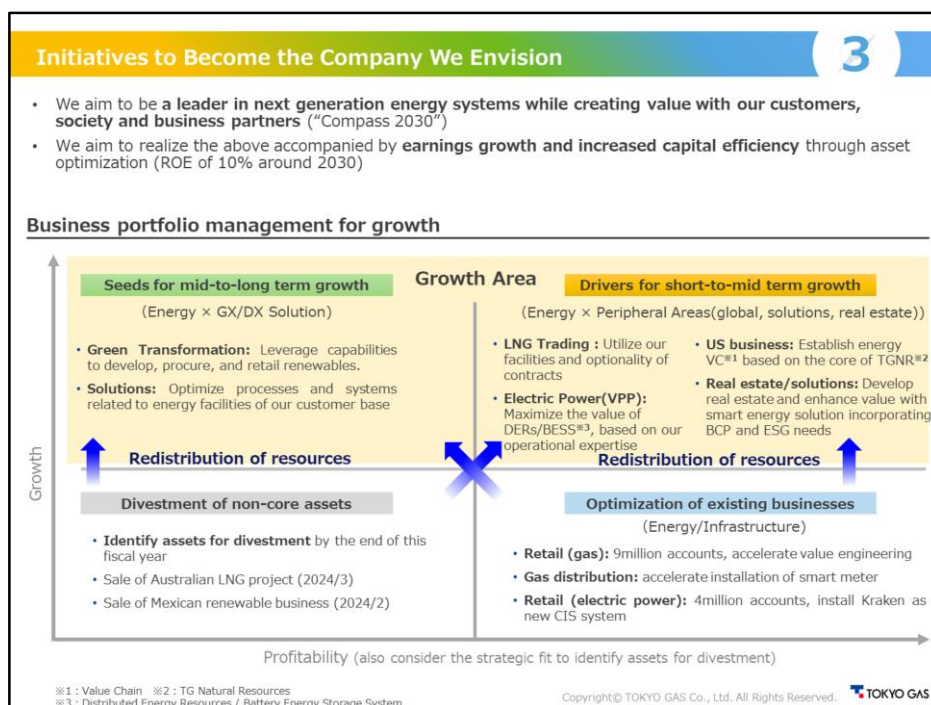 Initiatives to Become the Company We Envision
3
• We aim to be a leader in next generation energy systems while creating value with our customers,
society and business partners (“Compass 2030”)
• We aim to realize the above accompanied by earnings growth and increased capital efficiency through asset
optimization (ROE of 10% around 2030)
Business portfolio management for growth
Growth Area
Seeds for mid-to-long term growth
(Energy × GX/DX Solution)
• Green Transformation: Leverage capabilities
to develop, procure, and retail renewables.
• Solutions: Optimize processes and systems
related to energy facilities of our customer base
Drivers for short-to-mid term growth
(Energy × Peripheral Areas(global, solutions, real estate))
• LNG Trading : Utilize our
facilities and optionality of
contracts
• Electric Power(VPP):
Maximize the value of
DERs/BESS※3, based on our
operational expertise
• US business: Establish energy
VC※1 based on the core of TGNR※2
• Real estate/solutions: Develop
real estate and enhance value with
smart energy solution incorporating
BCP and ESG needs
Redistribution of resources
Redistribution of resources
Growth
Divestment of non-core assets
• Identify assets for divestment by the end of this
fiscal year
• Sale of Australian LNG project (2024/3)
• Sale of Mexican renewable business (2024/2)
Optimization of existing businesses
(Energy/Infrastructure)
• Retail (gas): 9million accounts, accelerate value engineering
• Gas distribution: accelerate installation of smart meter
• Retail (electric power): 4million accounts, install Kraken as
new CIS system
Profitability (also consider the strategic fit to identify assets for divestment)
※1 : Value Chain ※2 : TG Natural Resources
※3 : Distributed Energy Resources / Battery Energy Storage System
Copyright© TOKYO GAS Co., Ltd. All Rights Reserved.
TOKYO GAS